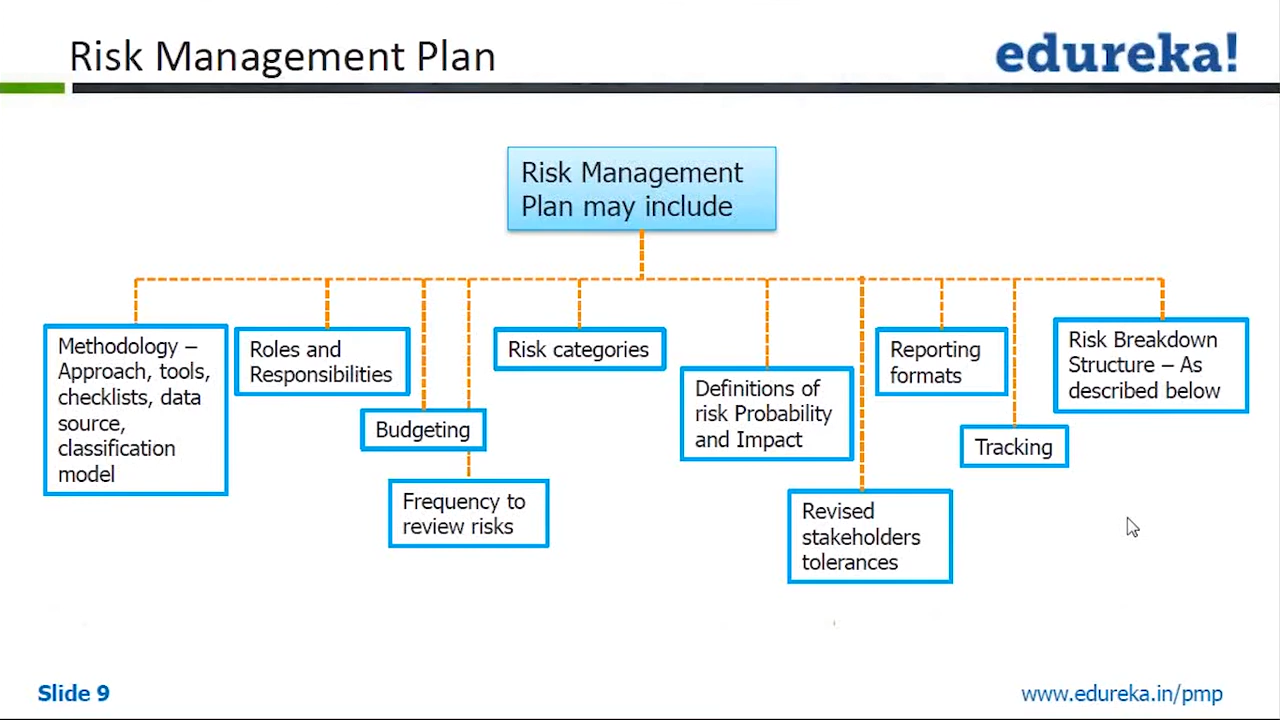 Risk Management Plan
edureka!
Risk Management
Plan may include
Methodology –
Approach, tools,
checklists, data
source,
classification
model
Roles and
Responsibilities
Budgeting
Frequency to
review risks
Risk categories
Definitions of
risk Probability
and Impact
Revised
stakeholders
tolerances
Reporting
formats
Tracking
Risk Breakdown
Structure – As
described below
Slide 9
www.edureka.in/pmp